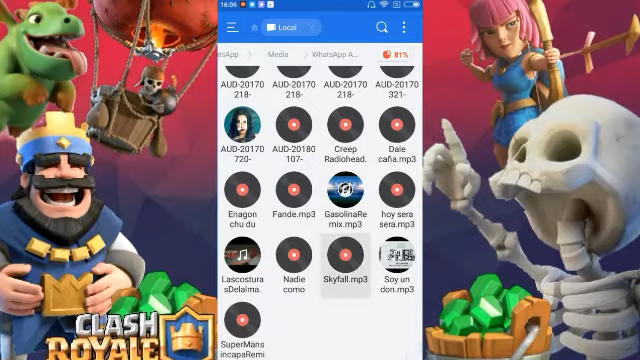 16:06
Local
tsApp > Media > WhatsApp A... 81%
AUD-20170 AUD-20170 AUD-20170
218- 218- 218- 321-
AUD-20170 AUD-20180 Creep Dale
720- 107- Radiohead. caña.mp3
Enagon Fande.mp3 GasolinaRe hoy sera
chu du mix.mp3 sera.mp3
Lascostura Nadie Skyfall.mp3 Soy un
sDelalma. como don.mp3
SuperMans
incapaRemi
CLASH
ROYALE